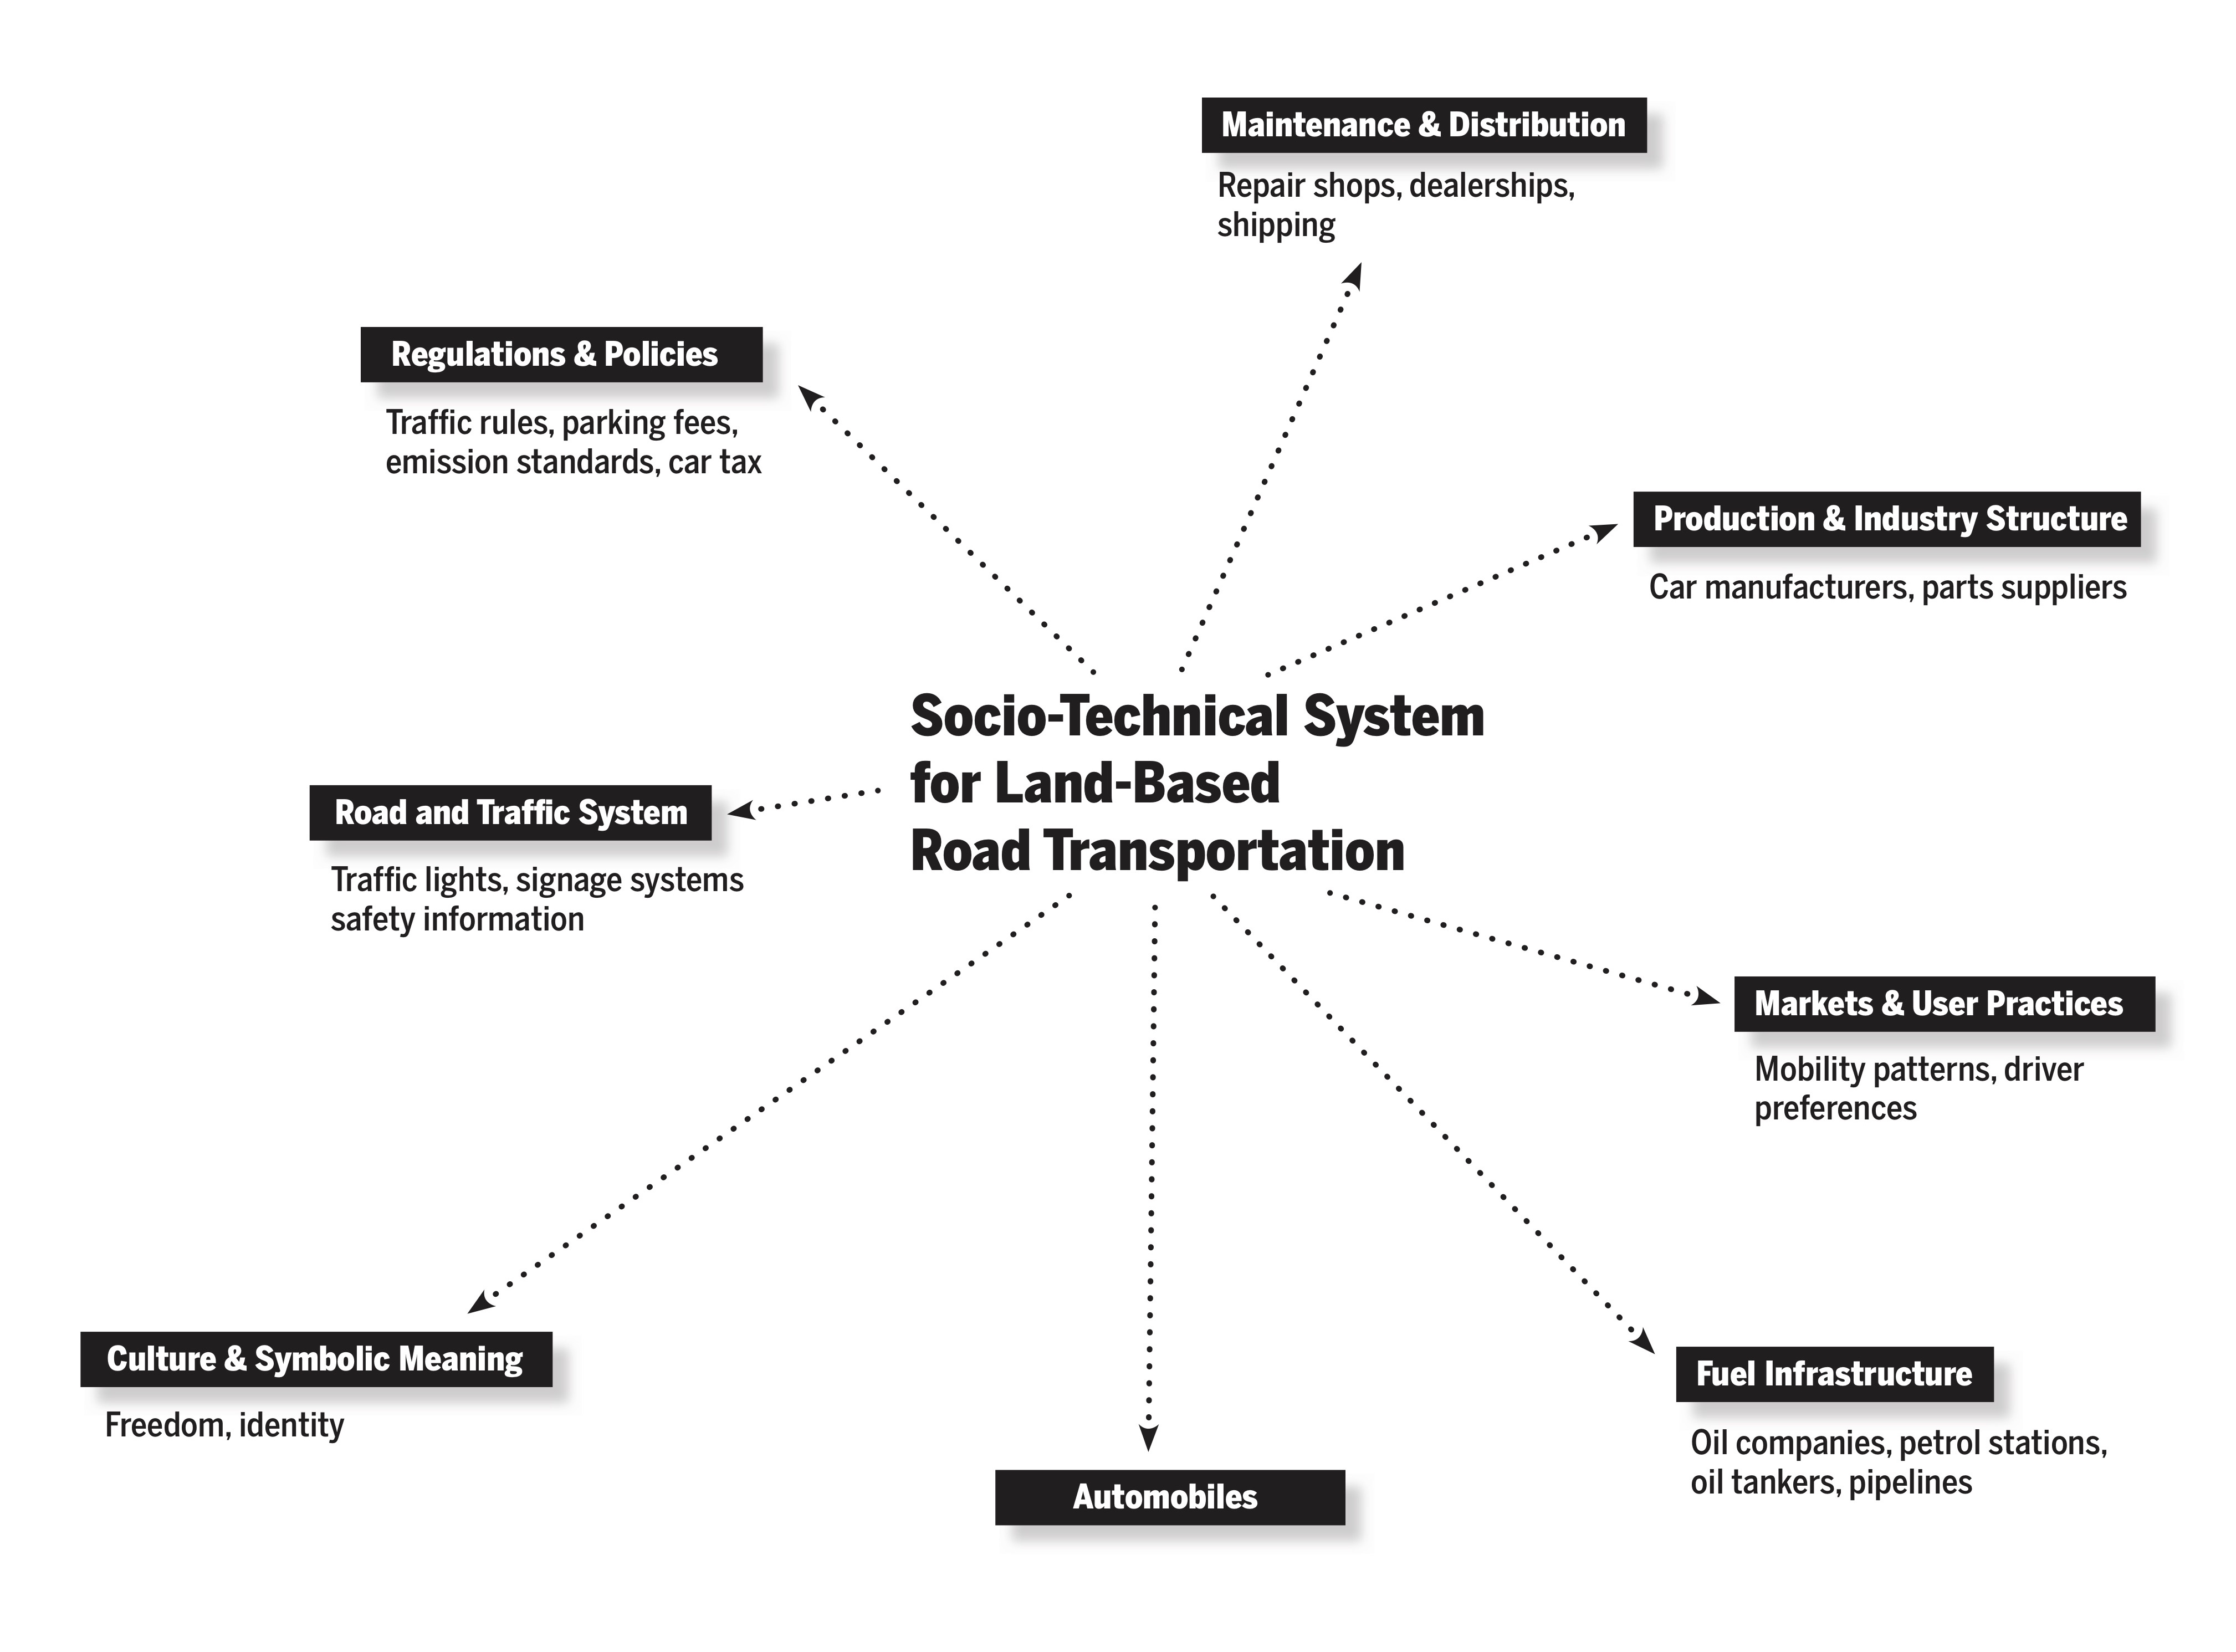 Maintenance & Distribution
Repair shops, dealerships,
shipping
Regulations & Policies
Traffic rules, parking fees,
emission standards, car tax
Production & Industry Structure
Car manufacturers, parts suppliers
Socio-Technical System
for Land-Based
Road Transportation
Road and Traffic System
Traffic lights, signage systems
safety information
Markets & User Practices
Mobility patterns, driver
preferences
Culture & Symbolic Meaning
Freedom, identity
Fuel Infrastructure
Oil companies, petrol stations,
oil tankers, pipelines
Automobiles